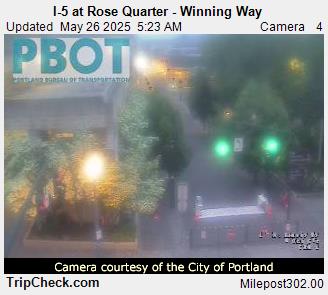 I-5 at Rose Quarter - Winning Way
Updated May 26 2025 5:23 AM Camera 4
PBOT
PORTLAND BUREAU OF TRANSPORTATION
Camera courtesy of the City of Portland
TripCheck.com Milepost302.00